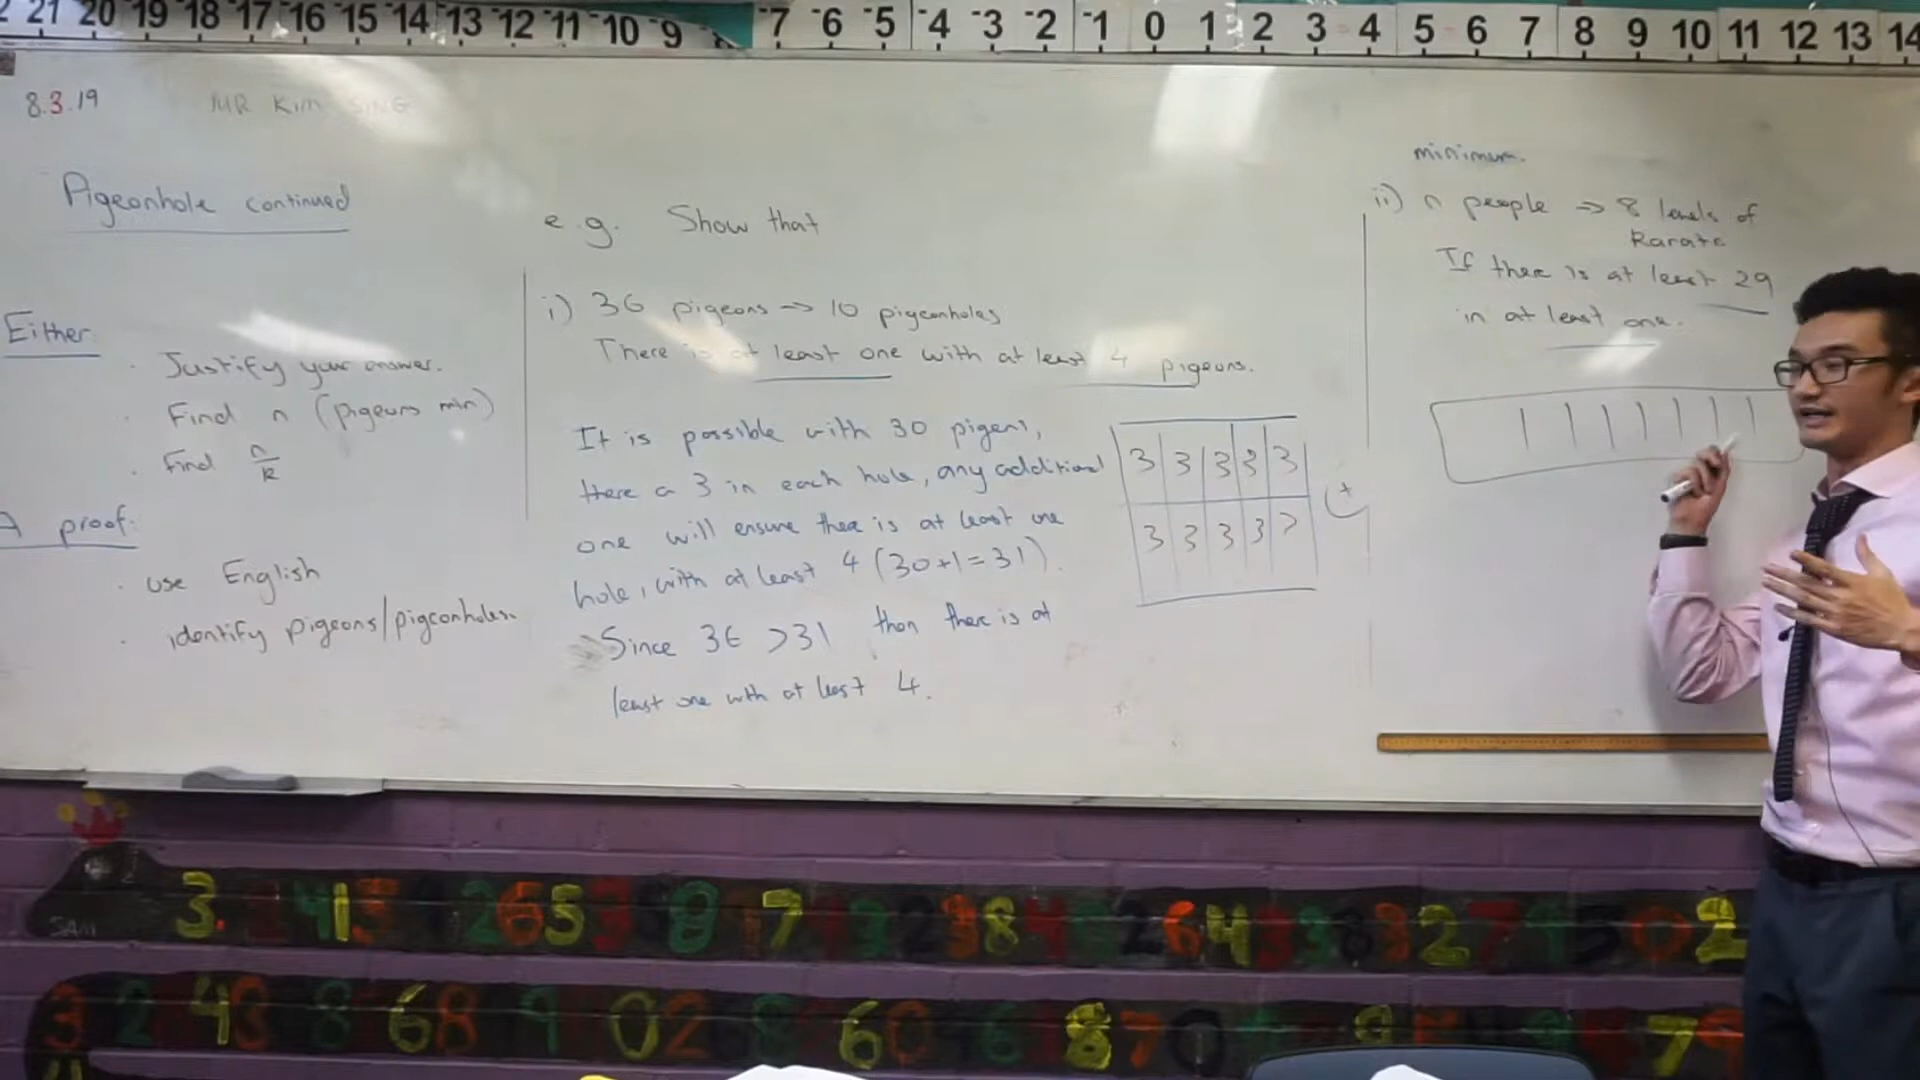 21 20 19 18 17 -16 -15 -14 -13 -12 -11 -10 -9 -7 -6 -5 -4 -3 -2 -1 0 1 2 3 4 5 6 7 8 9 10 11 12 13 14
8.3.19 MR KIM SING
Pigeonhole continued
Either
· Justify your answer.
· Find n (pigeons min)
· Find n/k
A proof:
· use English
· identify pigeons/pigeonholes.
e.g. Show that
i) 36 pigeons → 10 pigeonholes
There is at least one with at least 4 pigeons.
It is possible with 30 pigeons,
there a 3 in each hole, any additional
one will ensure there is at least one
hole, with at least 4 (30+1=31).
Since 36 >31 then there is at
least one with at least 4.
3 3 3 3 3
3 3 3 3 3
+
minimum.
ii) n people ⇒ 8 levels of
Karate
If there is at least 29
in at least one.
SAM